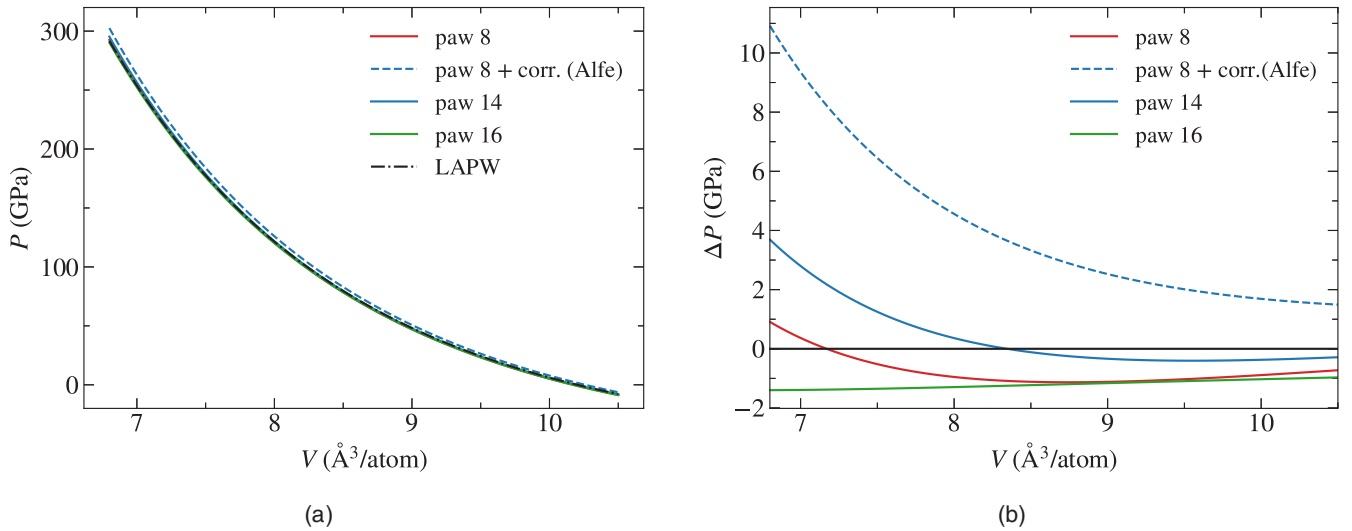 300
200
100
0
7
8
9
10
P (GPa)
V (Å³/atom)
paw 8
paw 8 + corr. (Alfe)
paw 14
paw 16
LAPW
(a)
10
8
6
4
2
0
−2
7
8
9
10
ΔP (GPa)
V (Å³/atom)
paw 8
paw 8 + corr.(Alfe)
paw 14
paw 16
(b)